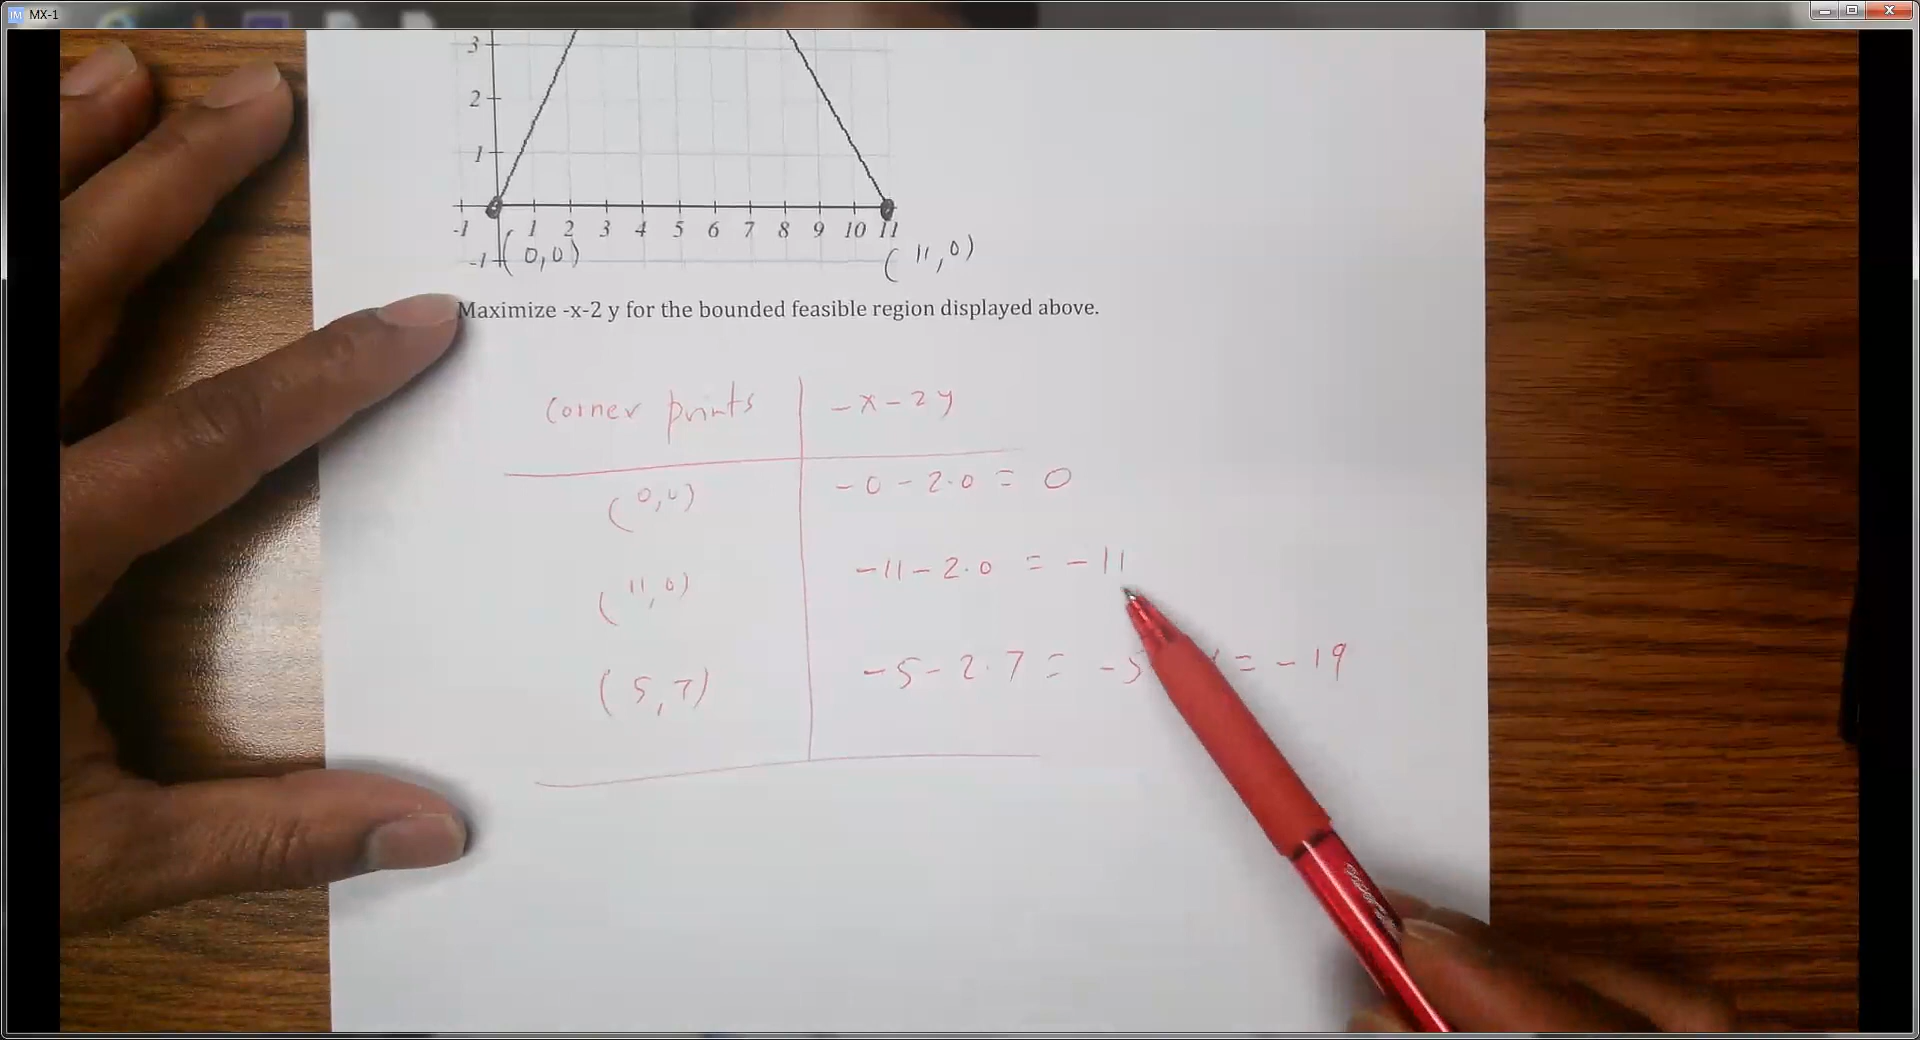 MX-1
3
2
1
-1 1 2 3 4 5 6 7 8 9 10 11
-1 (0,0) (11,0)
Maximize -x-2 y for the bounded feasible region displayed above.
corner points -x-2y
(0,0) -0-2·0 = 0
(11,0) -11-2·0 = -11
(5,7) -5-2·7 = -5 = -19